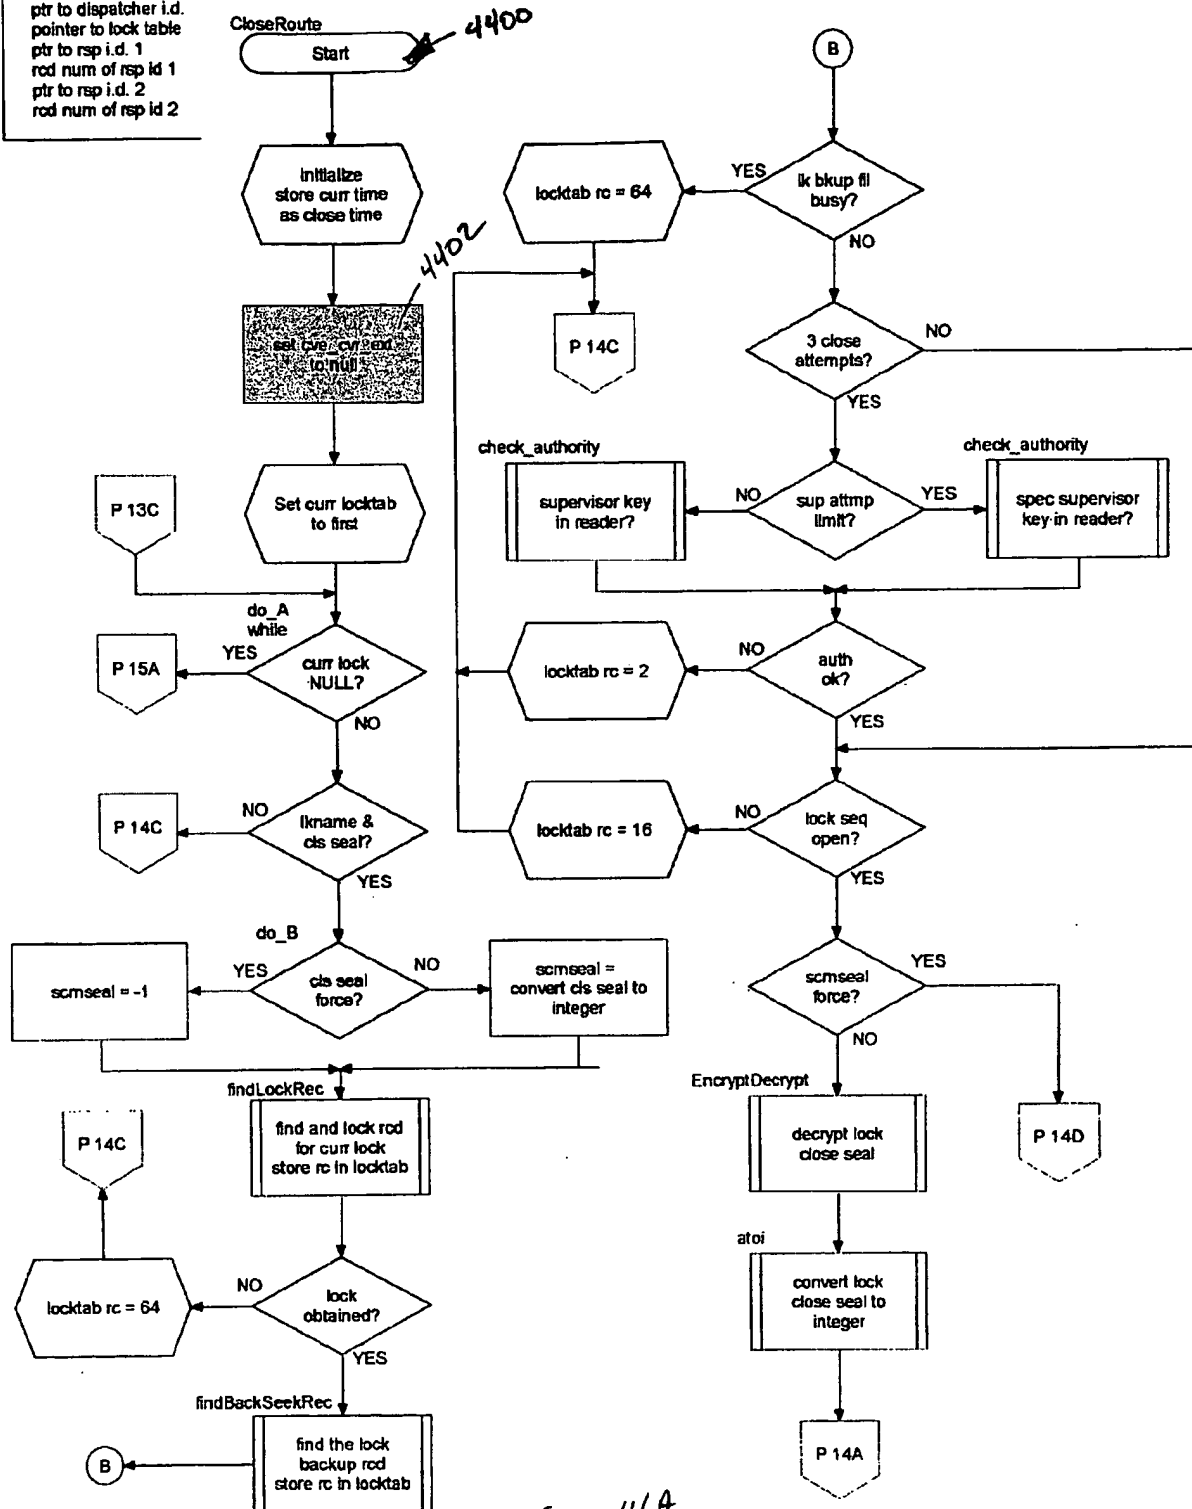 ptr to dispatcher i.d.
pointer to lock table
ptr to rsp i.d. 1
rcd num of rsp id 1
ptr to rsp i.d. 2
rcd num of rsp id 2
CloseRoute
Start
4400
initialize
store curr time
as close time
4402
set cve_cvr_ext
to null
Set curr locktab
to first
P 13C
do_A
while
YES
curr lock
NULL?
P 15A
NO
lkname &
cls seal?
NO
P 14C
YES
do_B
cls seal
force?
YES
NO
scmseal = -1
scmseal =
convert cls seal to
integer
findLockRec
find and lock rcd
for curr lock
store rc in locktab
P 14C
lock
obtained?
NO
locktab rc = 64
YES
findBackSeekRec
find the lock
backup rcd
store rc in locktab
B
B
lk bkup fil
busy?
YES
locktab rc = 64
NO
P 14C
3 close
attempts?
NO
YES
sup attmp
limit?
check_authority
NO
supervisor key
in reader?
check_authority
YES
spec supervisor
key in reader?
auth
ok?
NO
locktab rc = 2
YES
lock seq
open?
NO
locktab rc = 16
YES
scmseal
force?
YES
P 14D
NO
EncryptDecrypt
decrypt lock
close seal
atoi
convert lock
close seal to
integer
P 14A